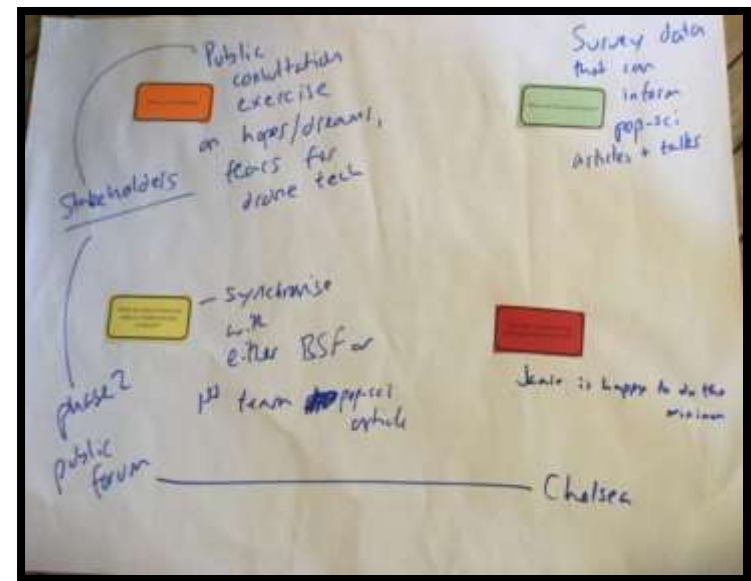 Public
consultation
exercise
on hopes/dreams,
fears for
drone tech
Stakeholders
Survey data
that can
inform
pop-sci
articles + talks
– synchronise
with
either BSF or
1st team pop-sci
article
is happy to do the
minimum
phase 2
public
forum
Chelsea